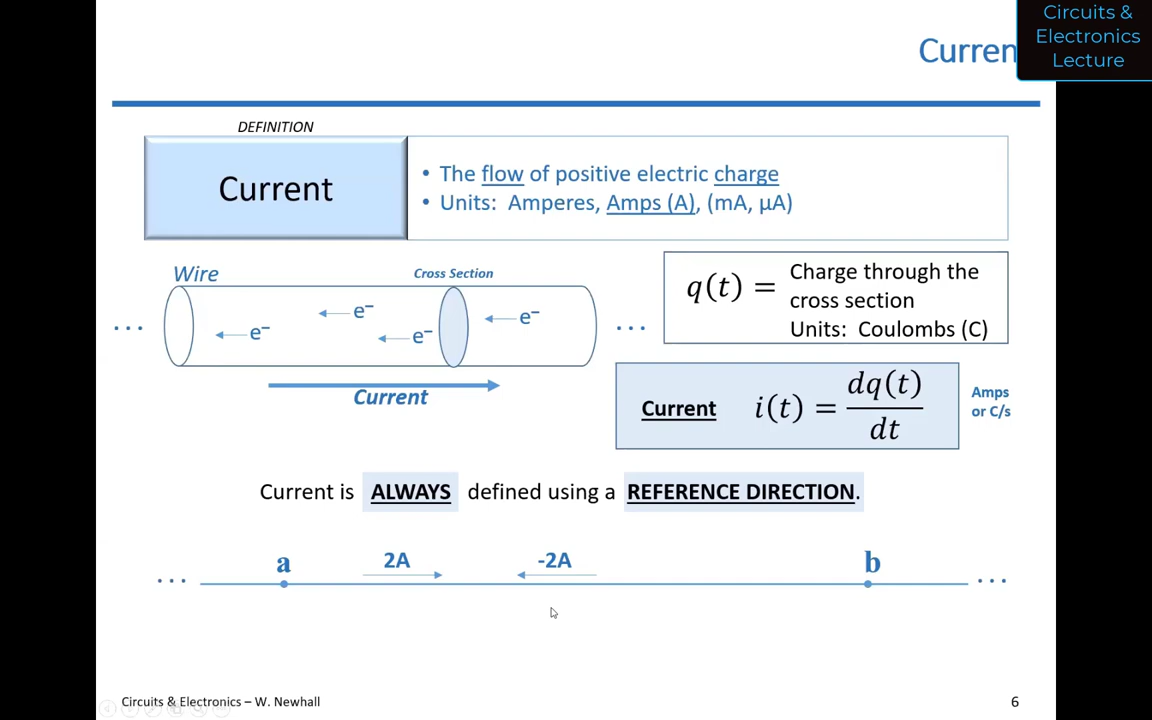 Circuits &
Electronics
Lecture
Curren
DEFINITION
Current
• The flow of positive electric charge
• Units: Amperes, Amps (A), (mA, µA)
Wire
Cross Section
q(t) = Charge through the
cross section
Units: Coulombs (C)
... e⁻ e⁻ e⁻ e⁻ ...
Current
Current i(t) = dq(t)/dt
Amps
or C/s
Current is ALWAYS defined using a REFERENCE DIRECTION.
a 2A -2A b
... ...
Circuits & Electronics – W. Newhall
6